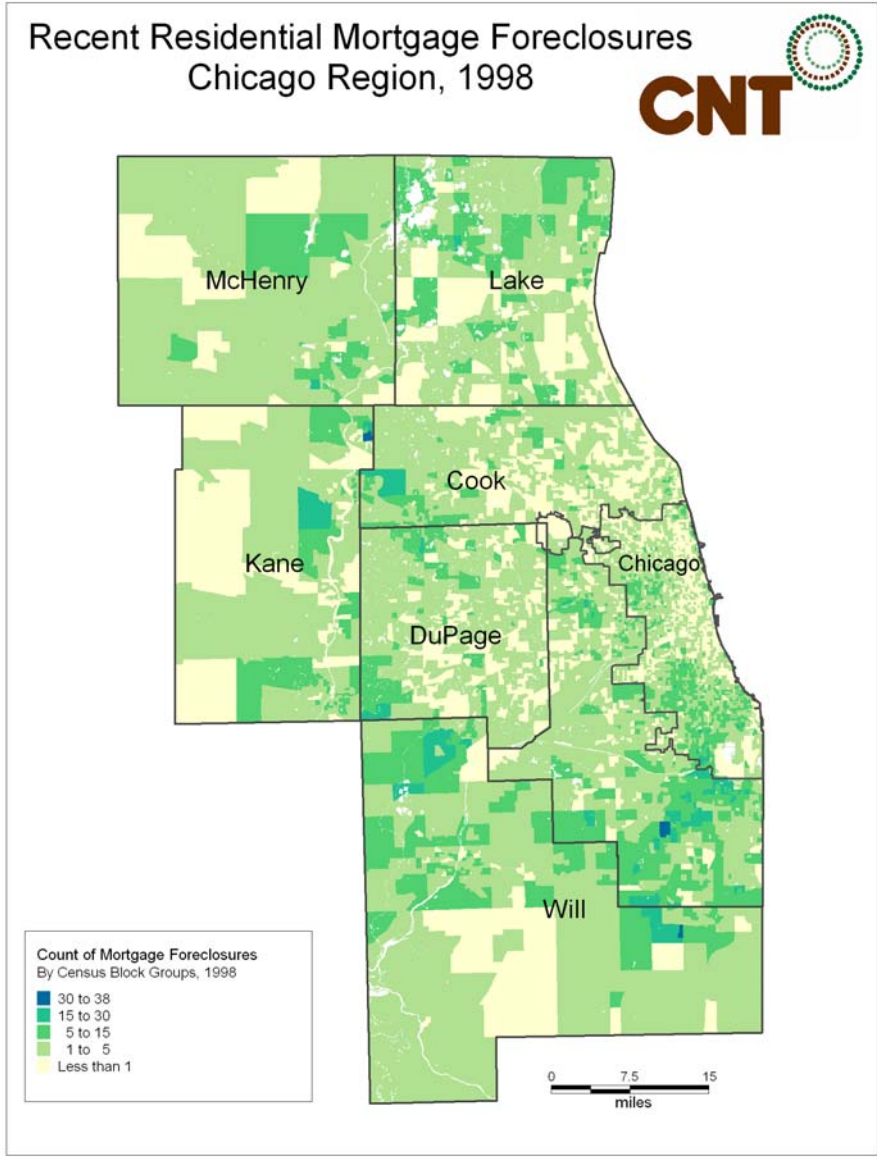 Recent Residential Mortgage Foreclosures
Chicago Region, 1998
CNT
McHenry
Lake
Cook
Kane
Chicago
DuPage
Will
Count of Mortgage Foreclosures
By Census Block Groups, 1998
30 to 38
15 to 30
5 to 15
1 to 5
Less than 1
0 7.5 15
miles